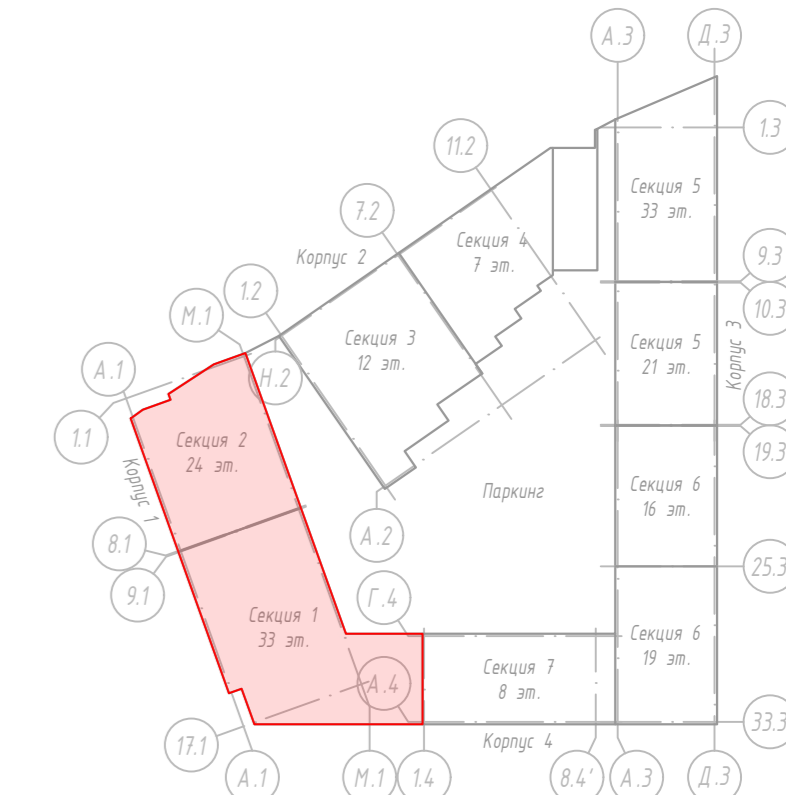 А.3
Д.3
1.3
11.2
Секция 5
33 эт.
7.2
Секция 4
7 эт.
9.3
Корпус 2
1.2
10.3
М.1
Секция 3
12 эт.
Секция 5
21 эт.
Корпус 3
А.1
Н.2
18.3
1.1
Секция 2
24 эт.
19.3
Корпус 1
Паркинг
Секция 6
16 эт.
8.1
А.2
9.1
25.3
Г.4
Секция 1
33 эт.
Секция 6
19 эт.
Секция 7
8 эт.
А.4
33.3
17.1
Корпус 4
А.1
М.1
1.4
8.4'
А.3
Д.3